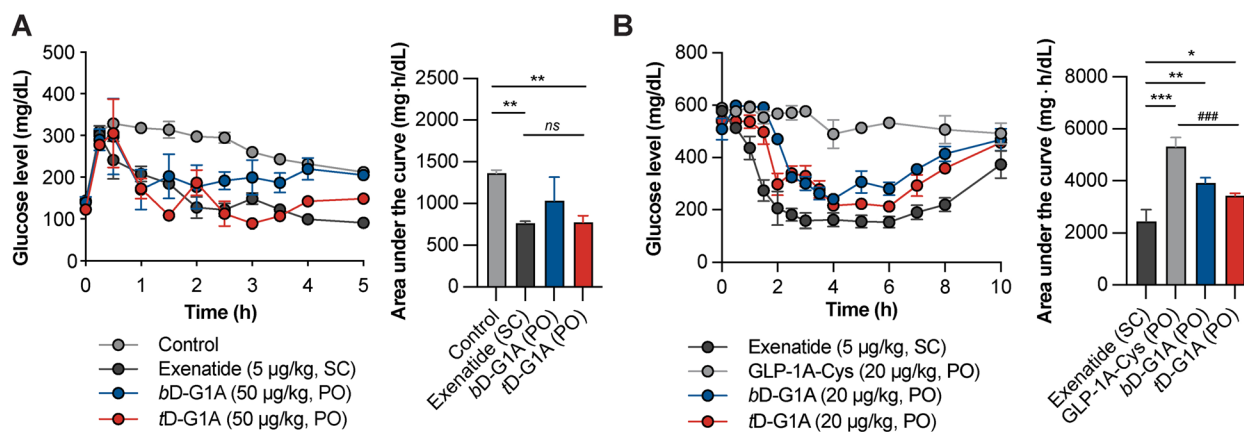 A
Glucose level (mg/dL)
500
400
300
200
100
0
0 1 2 3 4 5
Time (h)
Control
Exenatide (5 µg/kg, SC)
bD-G1A (50 µg/kg, PO)
tD-G1A (50 µg/kg, PO)
Area under the curve (mg·h/dL)
2500
2000
1500
1000
500
0
**
**
ns
Control
Exenatide (SC)
bD-G1A (PO)
tD-G1A (PO)
B
Glucose level (mg/dL)
800
600
400
200
0
0 2 4 6 8 10
Time (h)
Exenatide (5 µg/kg, SC)
GLP-1A-Cys (20 µg/kg, PO)
bD-G1A (20 µg/kg, PO)
tD-G1A (20 µg/kg, PO)
Area under the curve (mg·h/dL)
8000
6000
4000
2000
0
*
**
***
###
Exenatide (SC)
GLP-1A-Cys (PO)
bD-G1A (PO)
tD-G1A (PO)